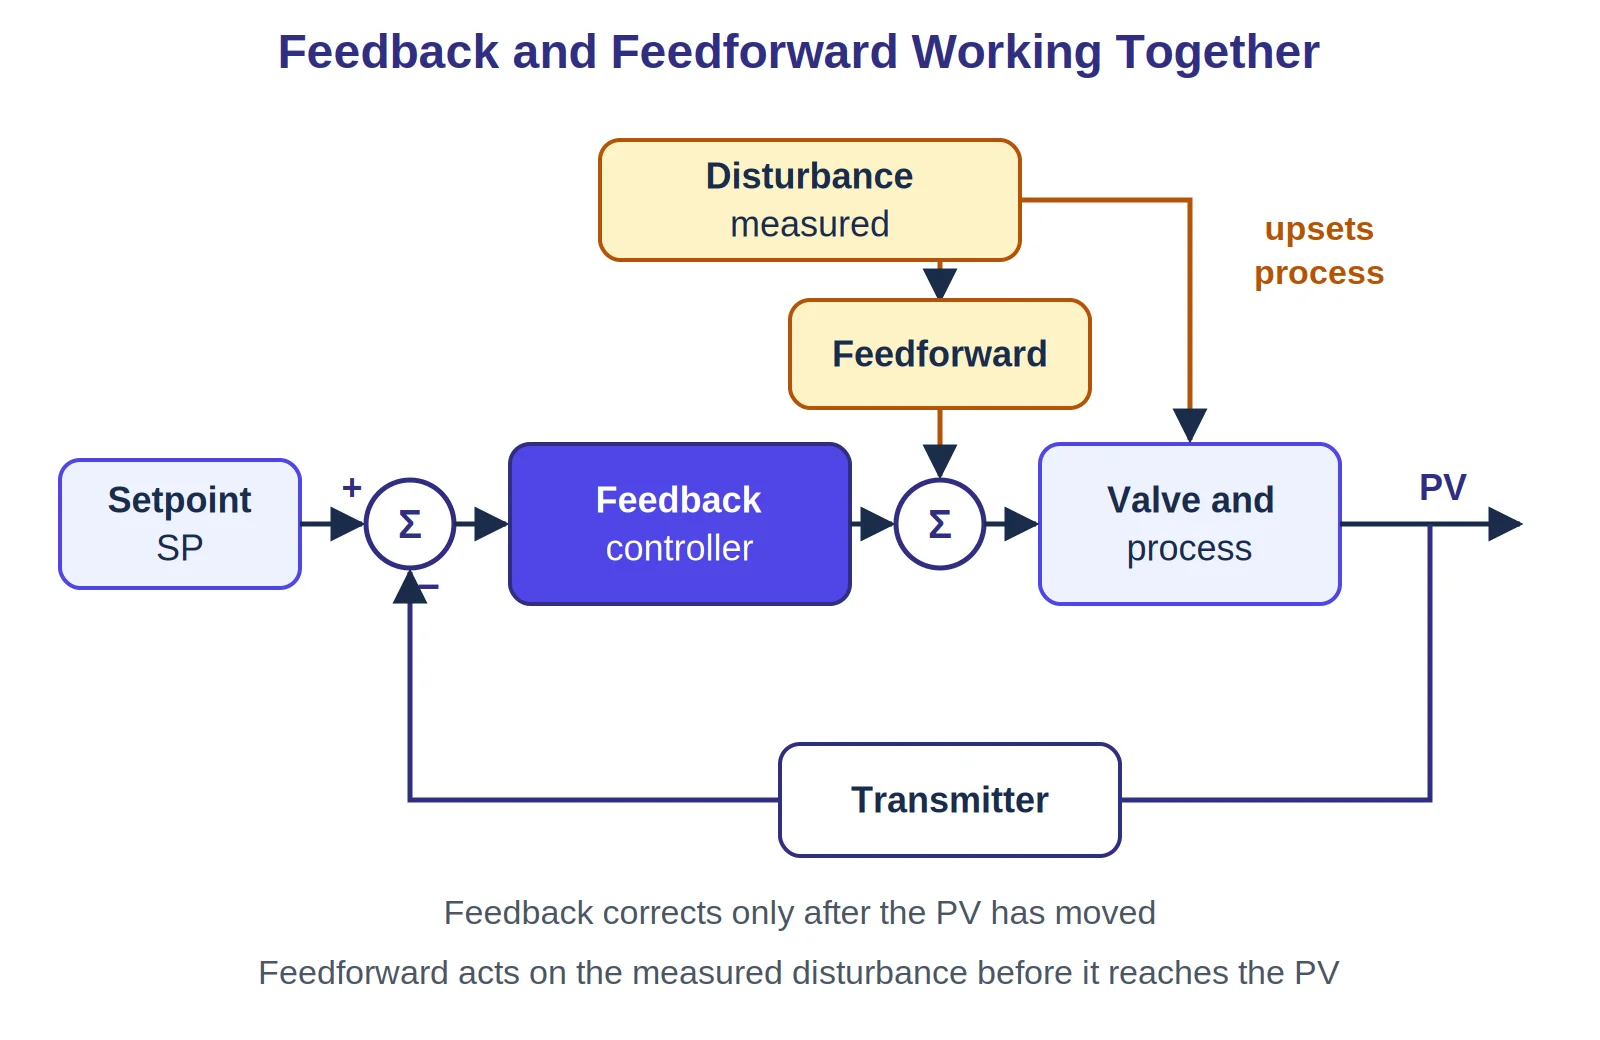 Feedback and Feedforward Working Together
Disturbance
measured
upsets
process
Feedforward
Setpoint
SP
+
Σ
−
Feedback
controller
Σ
Valve and
process
PV
Transmitter
Feedback corrects only after the PV has moved
Feedforward acts on the measured disturbance before it reaches the PV